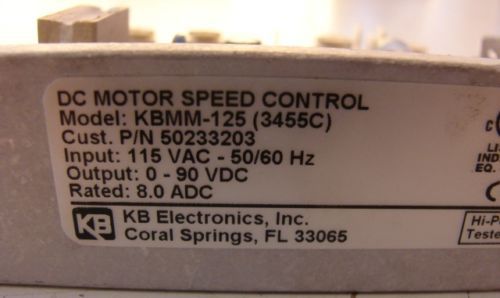 DC MOTOR SPEED CONTROL
Model: KBMM-125 (3455C)
Cust. P/N 50233203
Input: 115 VAC - 50/60 Hz
Output: 0 - 90 VDC
Rated: 8.0 ADC
KB
KB Electronics, Inc.
Coral Springs, FL 33065
EQ.